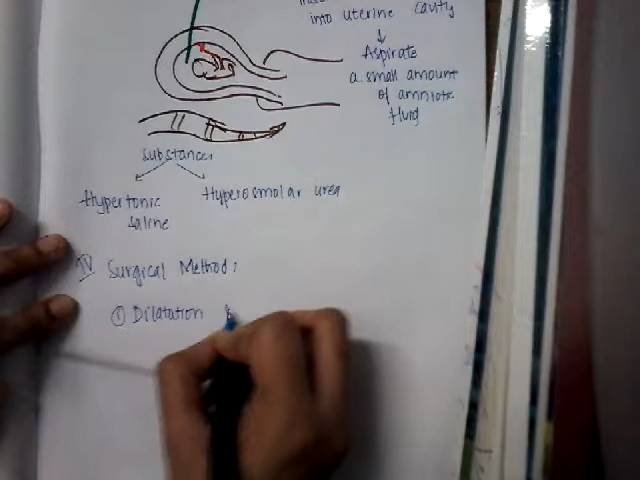 into uterine cavity
↓
Aspirate
a small amount
of amniotic
fluid
Substances
Hypertonic
Saline
Hyperosmolar urea
IV Surgical Method:
① Dilatation &